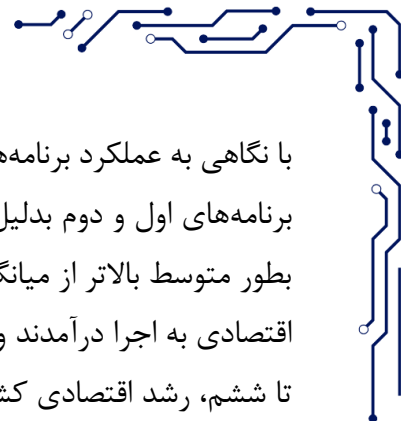 با نگاهی به عملکرد برنامه‌ه
برنامه‌های اول و دوم بدلیل
بطور متوسط بالاتر از میانگ
اقتصادی به اجرا درآمدند و
تا ششم، رشد اقتصادی کش